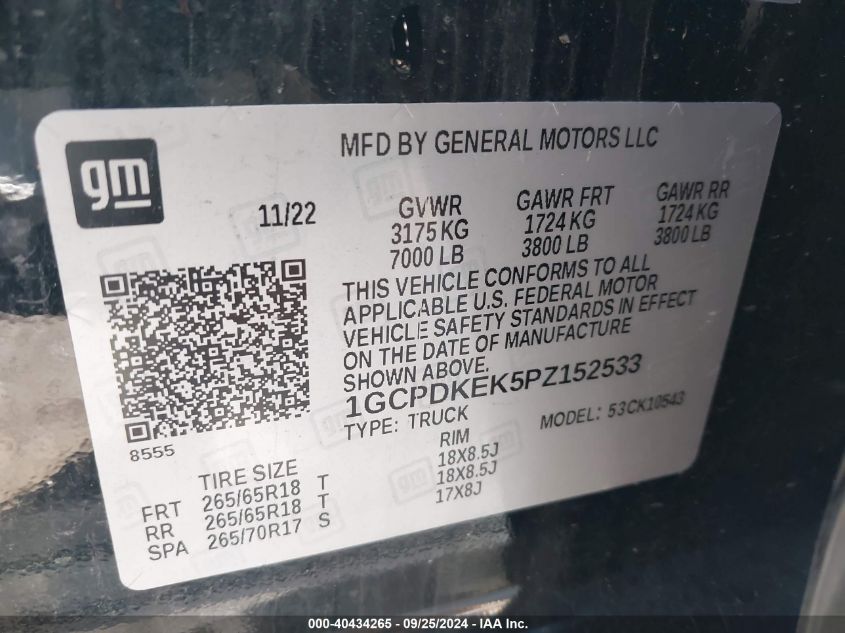 gm
MFD BY GENERAL MOTORS LLC
11/22
GVWR
3175 KG
7000 LB
GAWR FRT
1724 KG
3800 LB
GAWR RR
1724 KG
3800 LB
THIS VEHICLE CONFORMS TO ALL
APPLICABLE U.S. FEDERAL MOTOR
VEHICLE SAFETY STANDARDS IN EFFECT
ON THE DATE OF MANUFACTURE
SHOWN ABOVE.
1GCPDKEK5PZ152533
TYPE: TRUCK
MODEL: 53CK10543
8555
TIRE SIZE
RIM
FRT 265/65R18 T 18X8.5J
RR 265/65R18 T 18X8.5J
SPA 265/70R17 S 17X8J
000-40434265 - 09/25/2024 - IAA Inc.